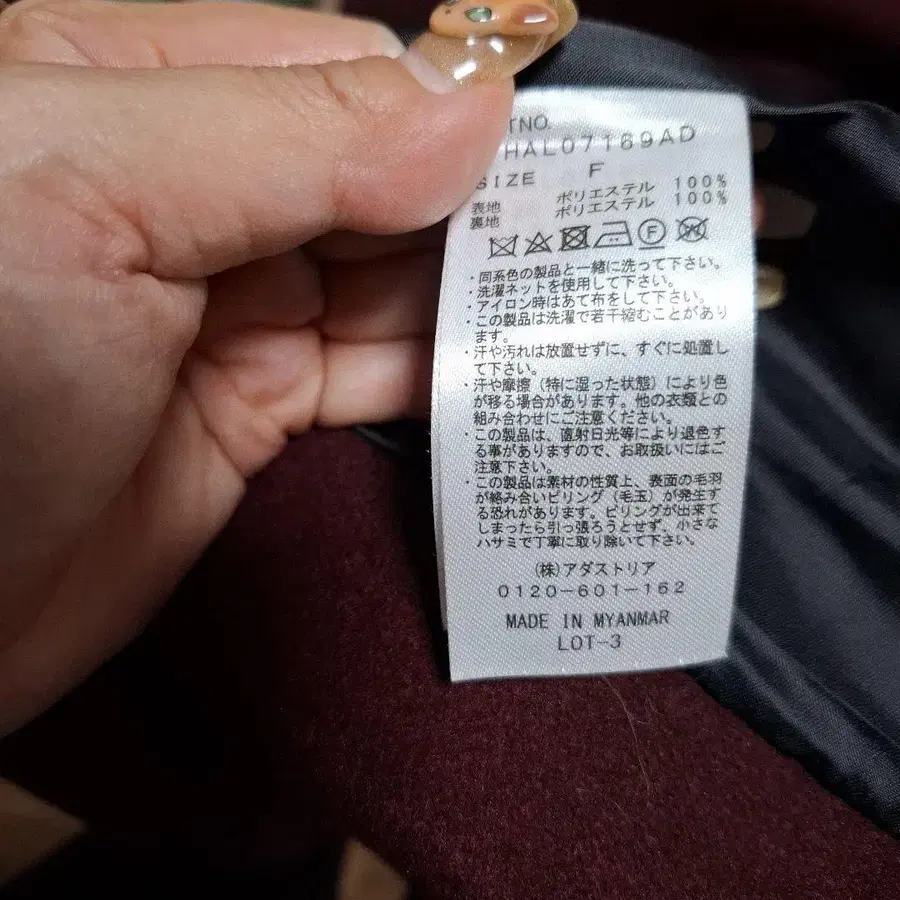 TNO.
HAL07169AD
SIZE F
表地 ポリエステル 100%
裏地 ポリエステル 100%
F W
・同系色の製品と一緒に洗って下さい。
・洗濯ネットを使用して下さい。
・アイロン時はあて布をして下さい。
・この製品は洗濯で若干縮むことがあり
ます。
・汗や汚れは放置せずに、すぐに処置し
て下さい。
・汗や摩擦（特に湿った状態）により色
が移る場合があります。他の衣類との
組み合わせにご注意ください。
・この製品は、直射日光等により退色す
る事がありますので、お取扱いにはご
注意下さい。
・この製品は素材の性質上、表面の毛羽
が絡み合いピリング（毛玉）が発生す
る恐れがあります。ピリングが出来て
しまったら引っ張ろうとせず、小さな
ハサミで丁寧に取り除いて下さい。
(株)アダストリア
0120-601-162
MADE IN MYANMAR
LOT-3